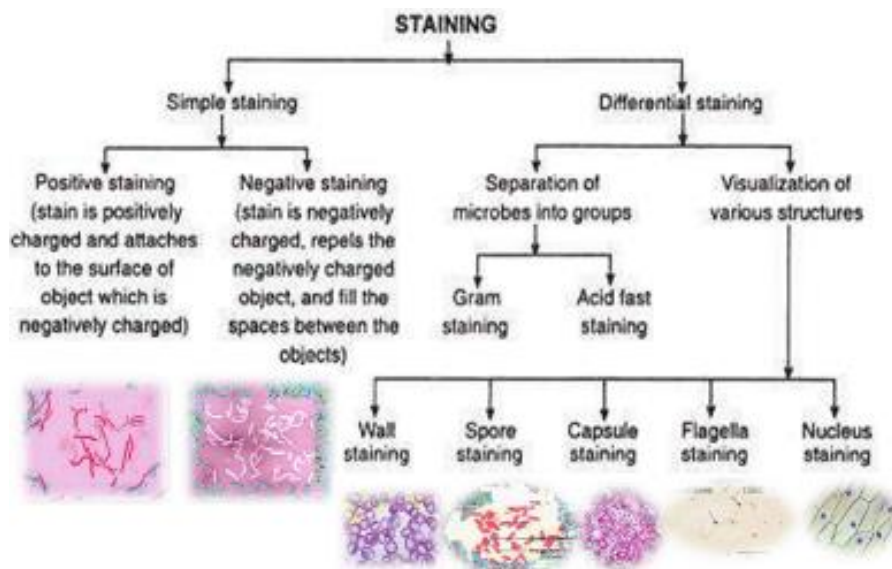 STAINING
Simple staining
Differential staining
Positive staining
(stain is positively
charged and attaches
to the surface of
object which is
negatively charged)
Negative staining
(stain is negatively
charged, repels the
negatively charged
object, and fill the
spaces between the
objects)
Separation of
microbes into groups
Visualization of
various structures
Gram
staining
Acid fast
staining
Wall
staining
Spore
staining
Capsule
staining
Flagella
staining
Nucleus
staining